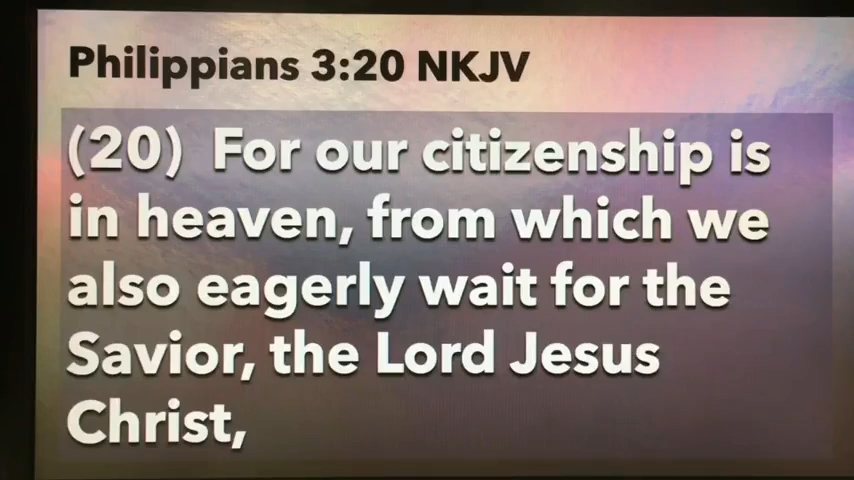 Philippians 3:20 NKJV
(20) For our citizenship is
in heaven, from which we
also eagerly wait for the
Savior, the Lord Jesus
Christ,